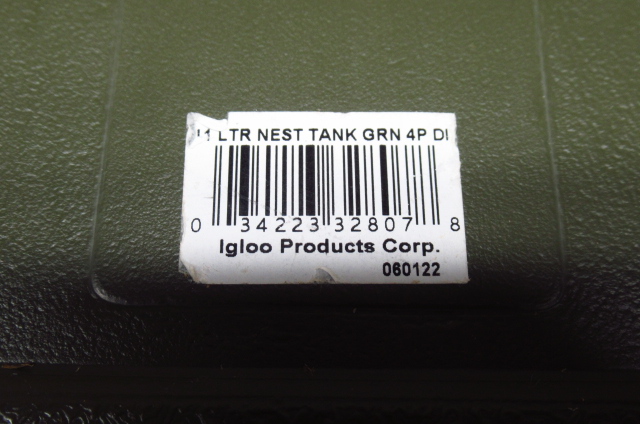 LTR NEST TANK GRN 4P
0 34223 32807 8
Igloo Products Corp.
060122